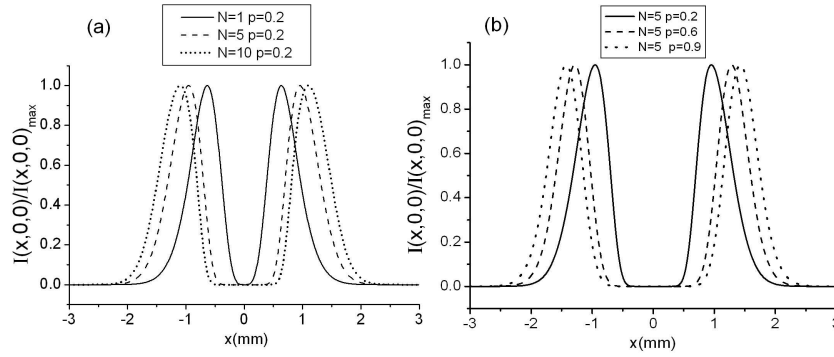 (a)
N=1 p=0.2
N=5 p=0.2
N=10 p=0.2
I(x,0,0)/I(x,0,0)max
1.0
0.8
0.6
0.4
0.2
0.0
-3 -2 -1 0 1 2 3
x(mm)
(b)
N=5 p=0.2
N=5 p=0.6
N=5 p=0.9
I(x,0,0)/I(x,0,0)max
1.0
0.8
0.6
0.4
0.2
0.0
-3 -2 -1 0 1 2 3
x(mm)